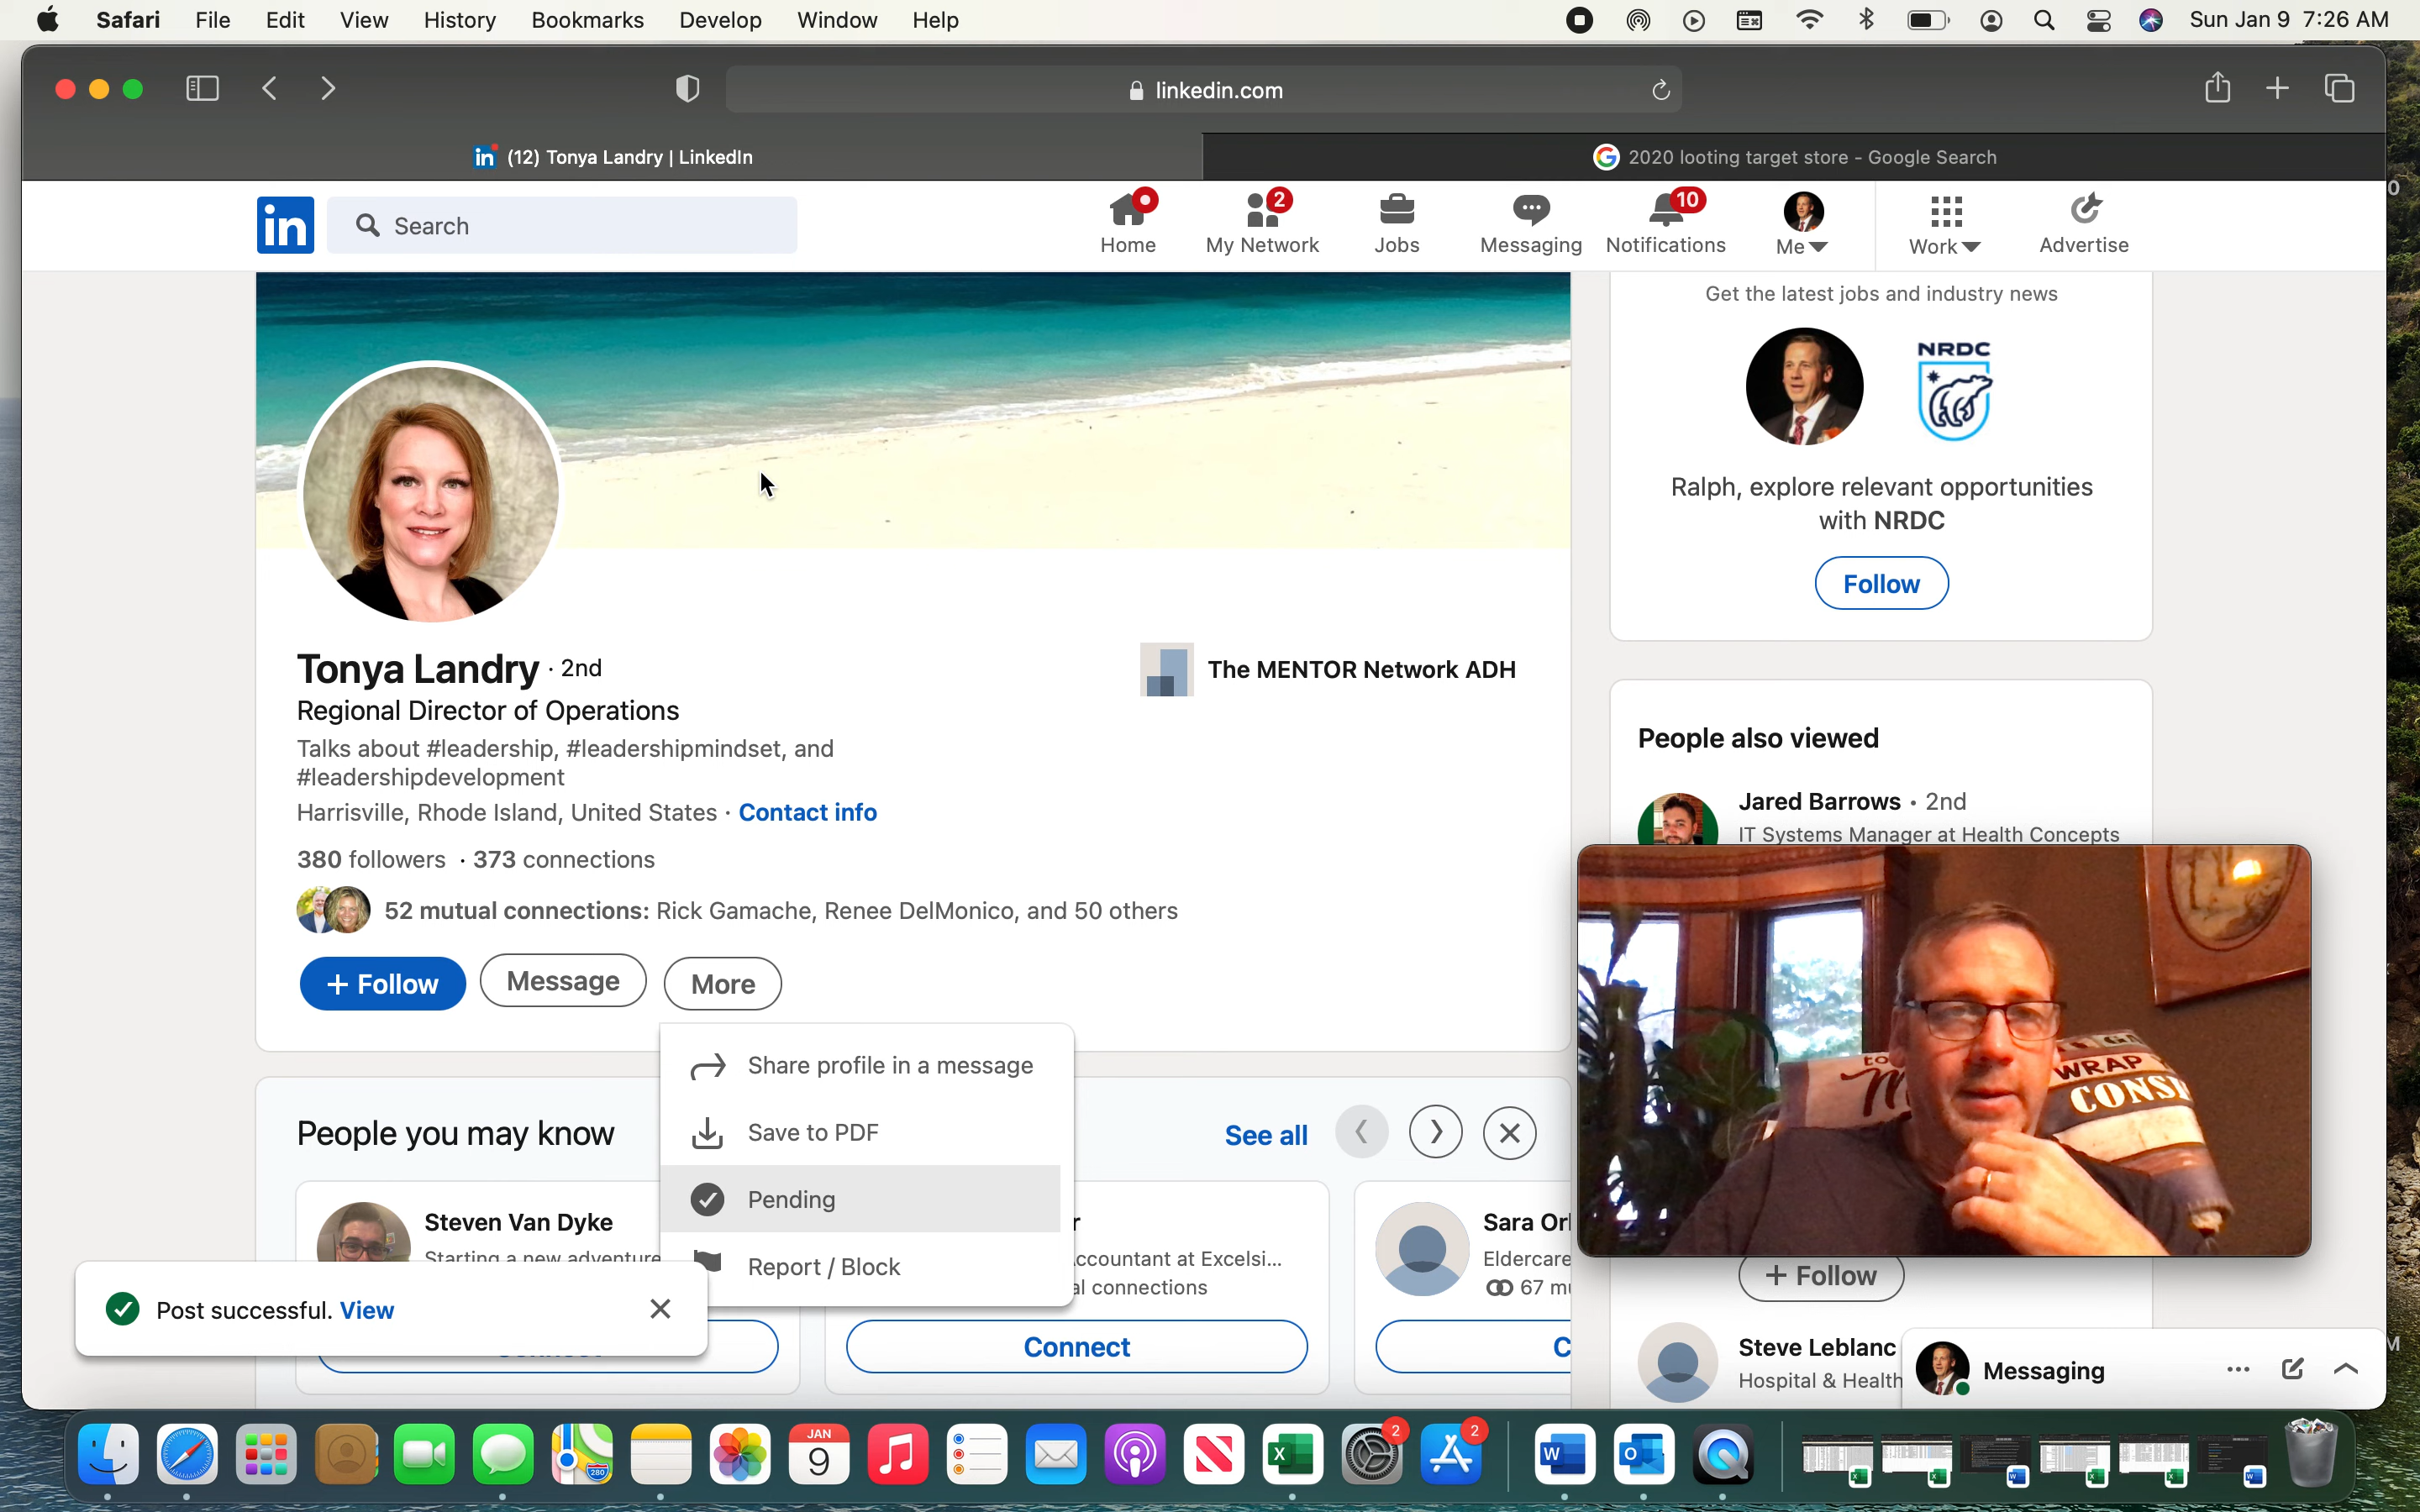 Safari File Edit View History Bookmarks Develop Window Help Sun Jan 9 7:26 AM
linkedin.com
in (12) Tonya Landry | LinkedIn
2020 looting target store - Google Search
in Search
2 10
Home My Network Jobs Messaging Notifications Me Work Advertise
Get the latest jobs and industry news
NRDC
Ralph, explore relevant opportunities
with NRDC
Follow
Tonya Landry · 2nd
The MENTOR Network ADH
Regional Director of Operations
Talks about #leadership, #leadershipmindset, and
#leadershipdevelopment
Harrisville, Rhode Island, United States · Contact info
380 followers · 373 connections
52 mutual connections: Rick Gamache, Renee DelMonico, and 50 others
+ Follow Message More
Share profile in a message
Save to PDF
Pending
Report / Block
People also viewed
Jared Barrows · 2nd
IT Systems Manager at Health Concepts
WRAP
People you may know
See all
Steven Van Dyke
Starting a new adventure
r
ccountant at Excelsi...
al connections
Connect
Sara Orl
Eldercare
67 mu
C
Post successful. View
+ Follow
Steve Leblanc
Hospital & Health
Messaging
JAN
9
280
2
2